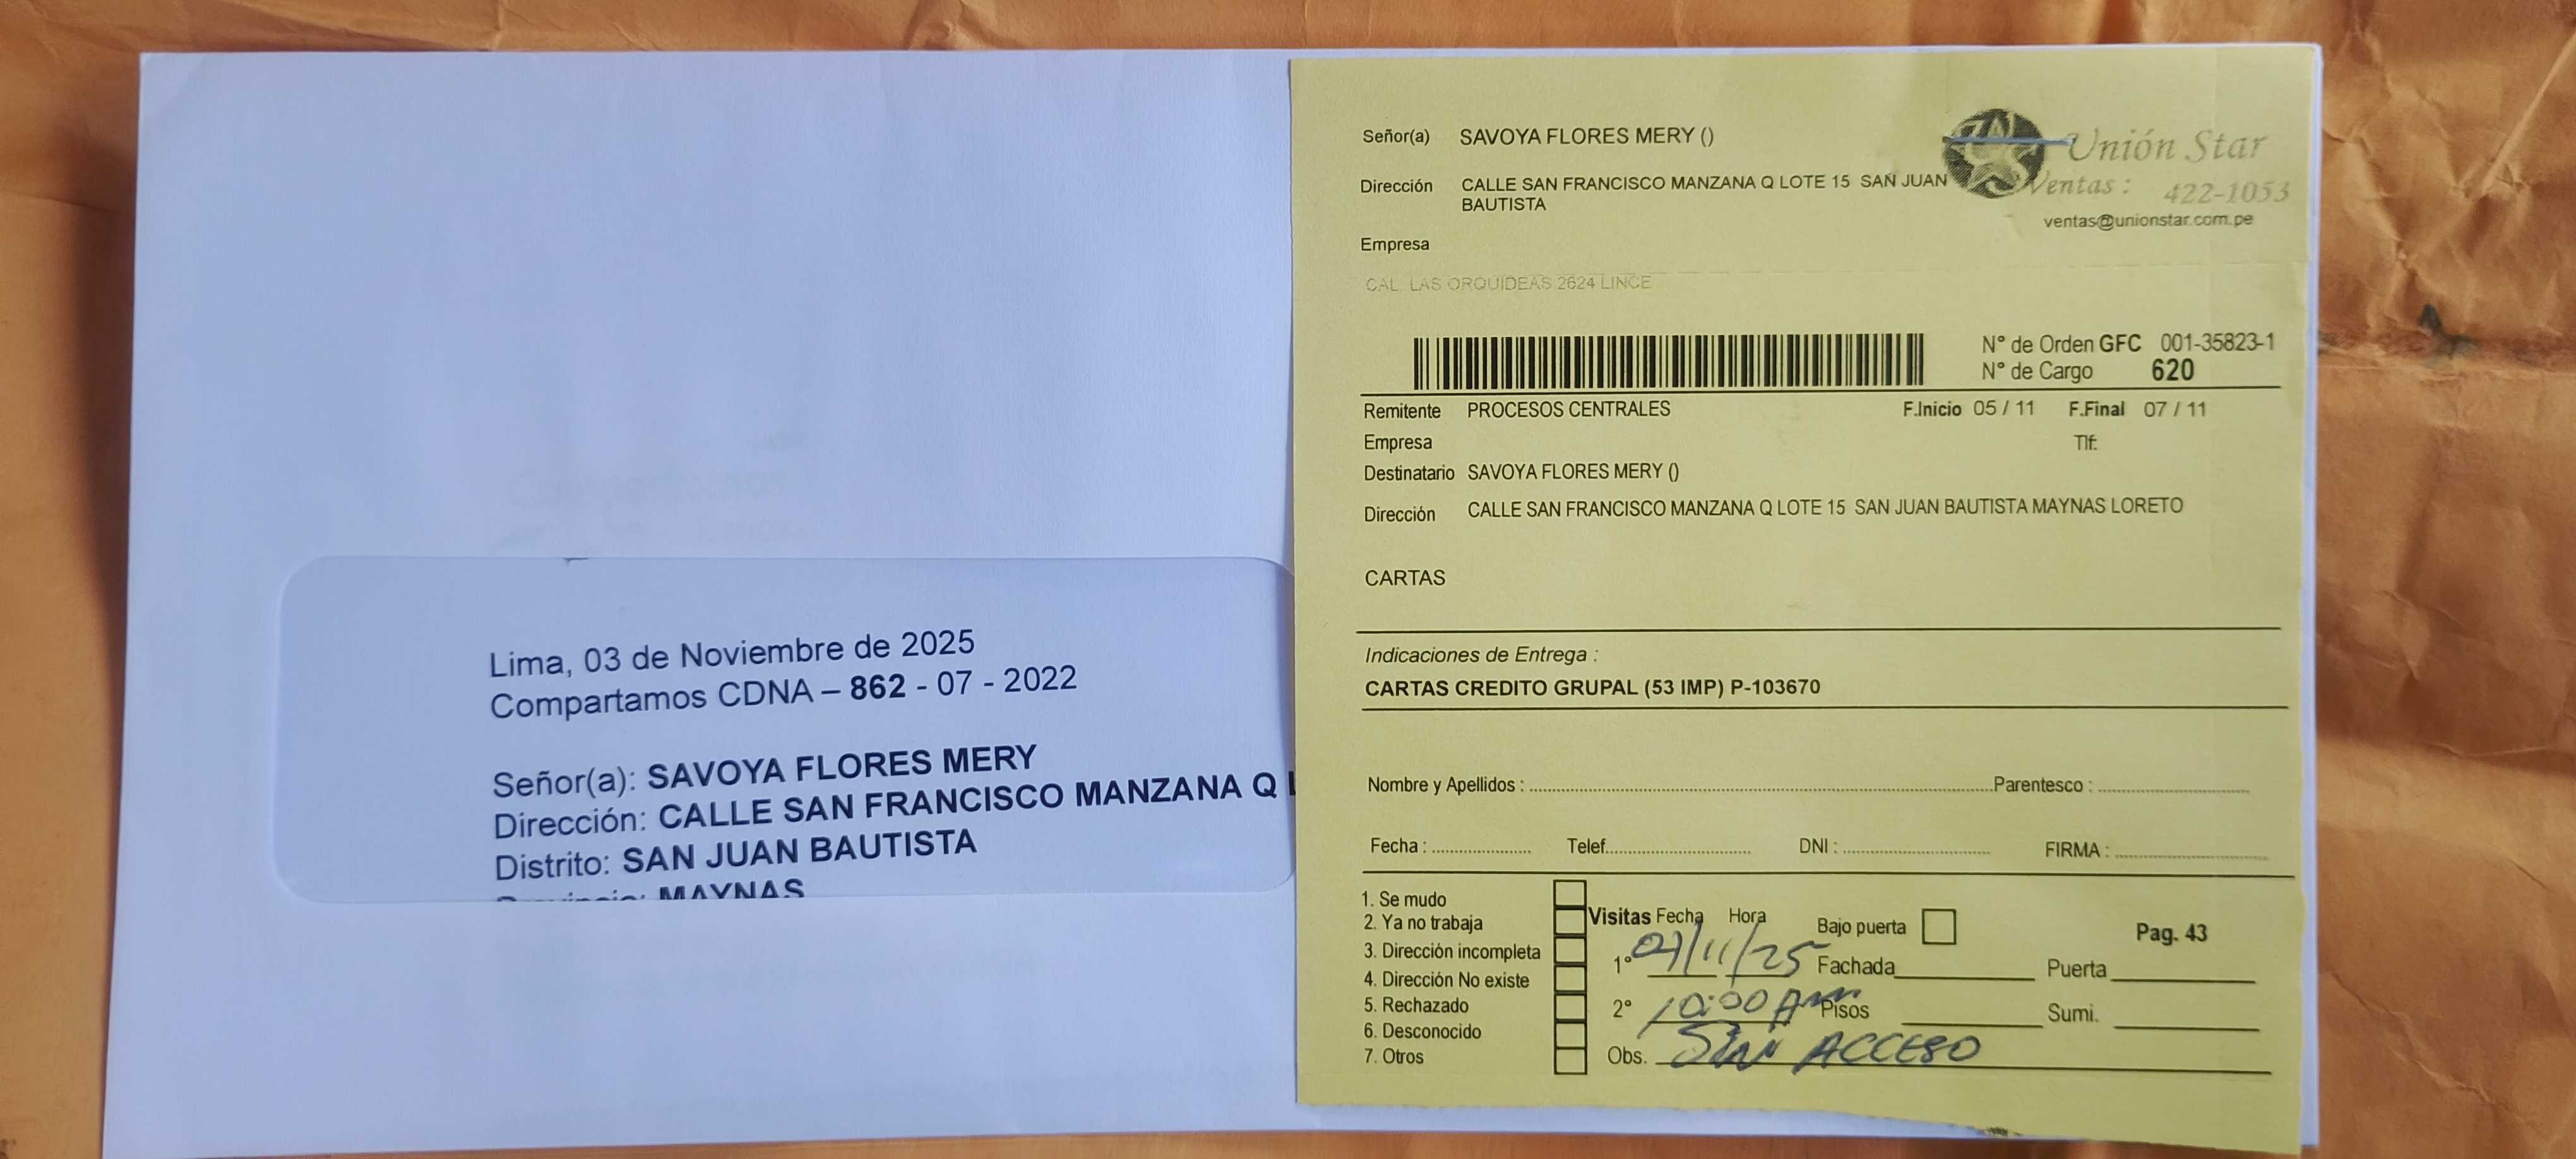 Lima, 03 de Noviembre de 2025
Compartamos CDNA – 862 - 07 - 2022
Señor(a): SAVOYA FLORES MERY
Dirección: CALLE SAN FRANCISCO MANZANA Q
Distrito: SAN JUAN BAUTISTA
Provincia: MAYNAS
Señor(a) SAVOYA FLORES MERY ()
Dirección CALLE SAN FRANCISCO MANZANA Q LOTE 15 SAN JUAN
BAUTISTA
Unión Star
Ventas : 422-1053
ventas@unionstar.com.pe
Empresa
CAL. LAS ORQUIDEAS 2624 LINCE
N° de Orden GFC 001-35823-1
N° de Cargo 620
Remitente PROCESOS CENTRALES F.Inicio 05 / 11 F.Final 07 / 11
Empresa Tlf:
Destinatario SAVOYA FLORES MERY ()
Dirección CALLE SAN FRANCISCO MANZANA Q LOTE 15 SAN JUAN BAUTISTA MAYNAS LORETO
CARTAS
Indicaciones de Entrega :
CARTAS CREDITO GRUPAL (53 IMP) P-103670
Nombre y Apellidos : Parentesco :
Fecha : Telef. DNI : FIRMA :
1. Se mudo
2. Ya no trabaja
3. Dirección incompleta
4. Dirección No existe
5. Rechazado
6. Desconocido
7. Otros
Visitas Fecha Hora Bajo puerta Pag. 43
1° 07/11/25 Fachada Puerta
2° 10:00 Am Pisos Sumi.
Obs. SIN ACCESO